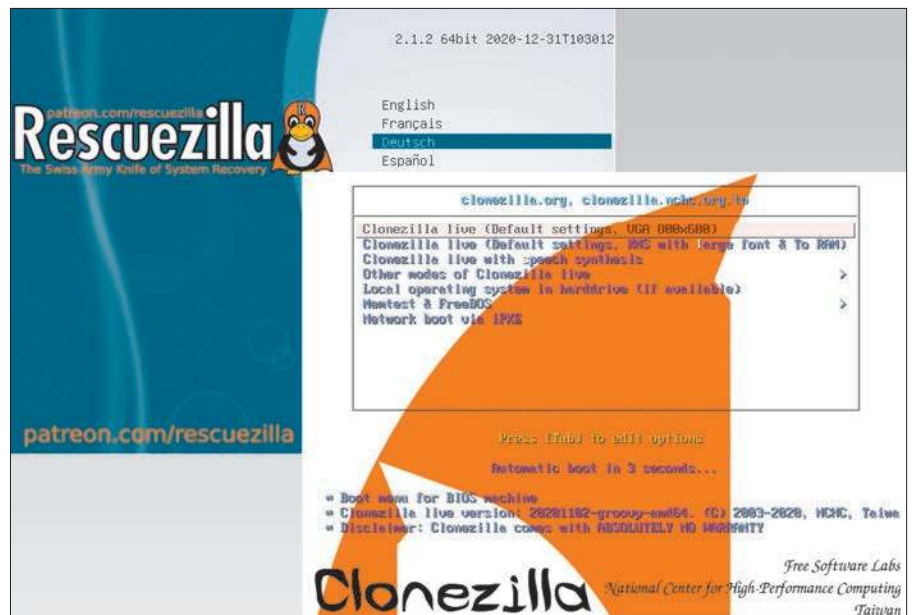 2.1.2 64bit 2020-12-31T103012
English
Français
Deutsch
Español
patreon.com/rescuezilla
Rescuezilla
The Swiss Army Knife of System Recovery
patreon.com/rescuezilla
clonezilla.org, clonezilla.nchc.org.tw
Clonezilla live (Default settings, VGA 800x600)
Clonezilla live (Default settings, KMS with large font & To RAM)
Clonezilla live with speech synthesis
Other modes of Clonezilla live >
Local operating system in harddrive (if available)
Memtest & FreeDOS >
Network boot via iPXE
Press [Tab] to edit options
Automatic boot in 3 seconds...
* Boot menu for BIOS machine
* Clonezilla live version: 20201102-groovy-amd64. (C) 2003-2020, NCHC, Taiwa
* Disclaimer: Clonezilla comes with ABSOLUTELY NO WARRANTY
Clonezilla
Free Software Labs
National Center for High-Performance Computing
Taiwan
R